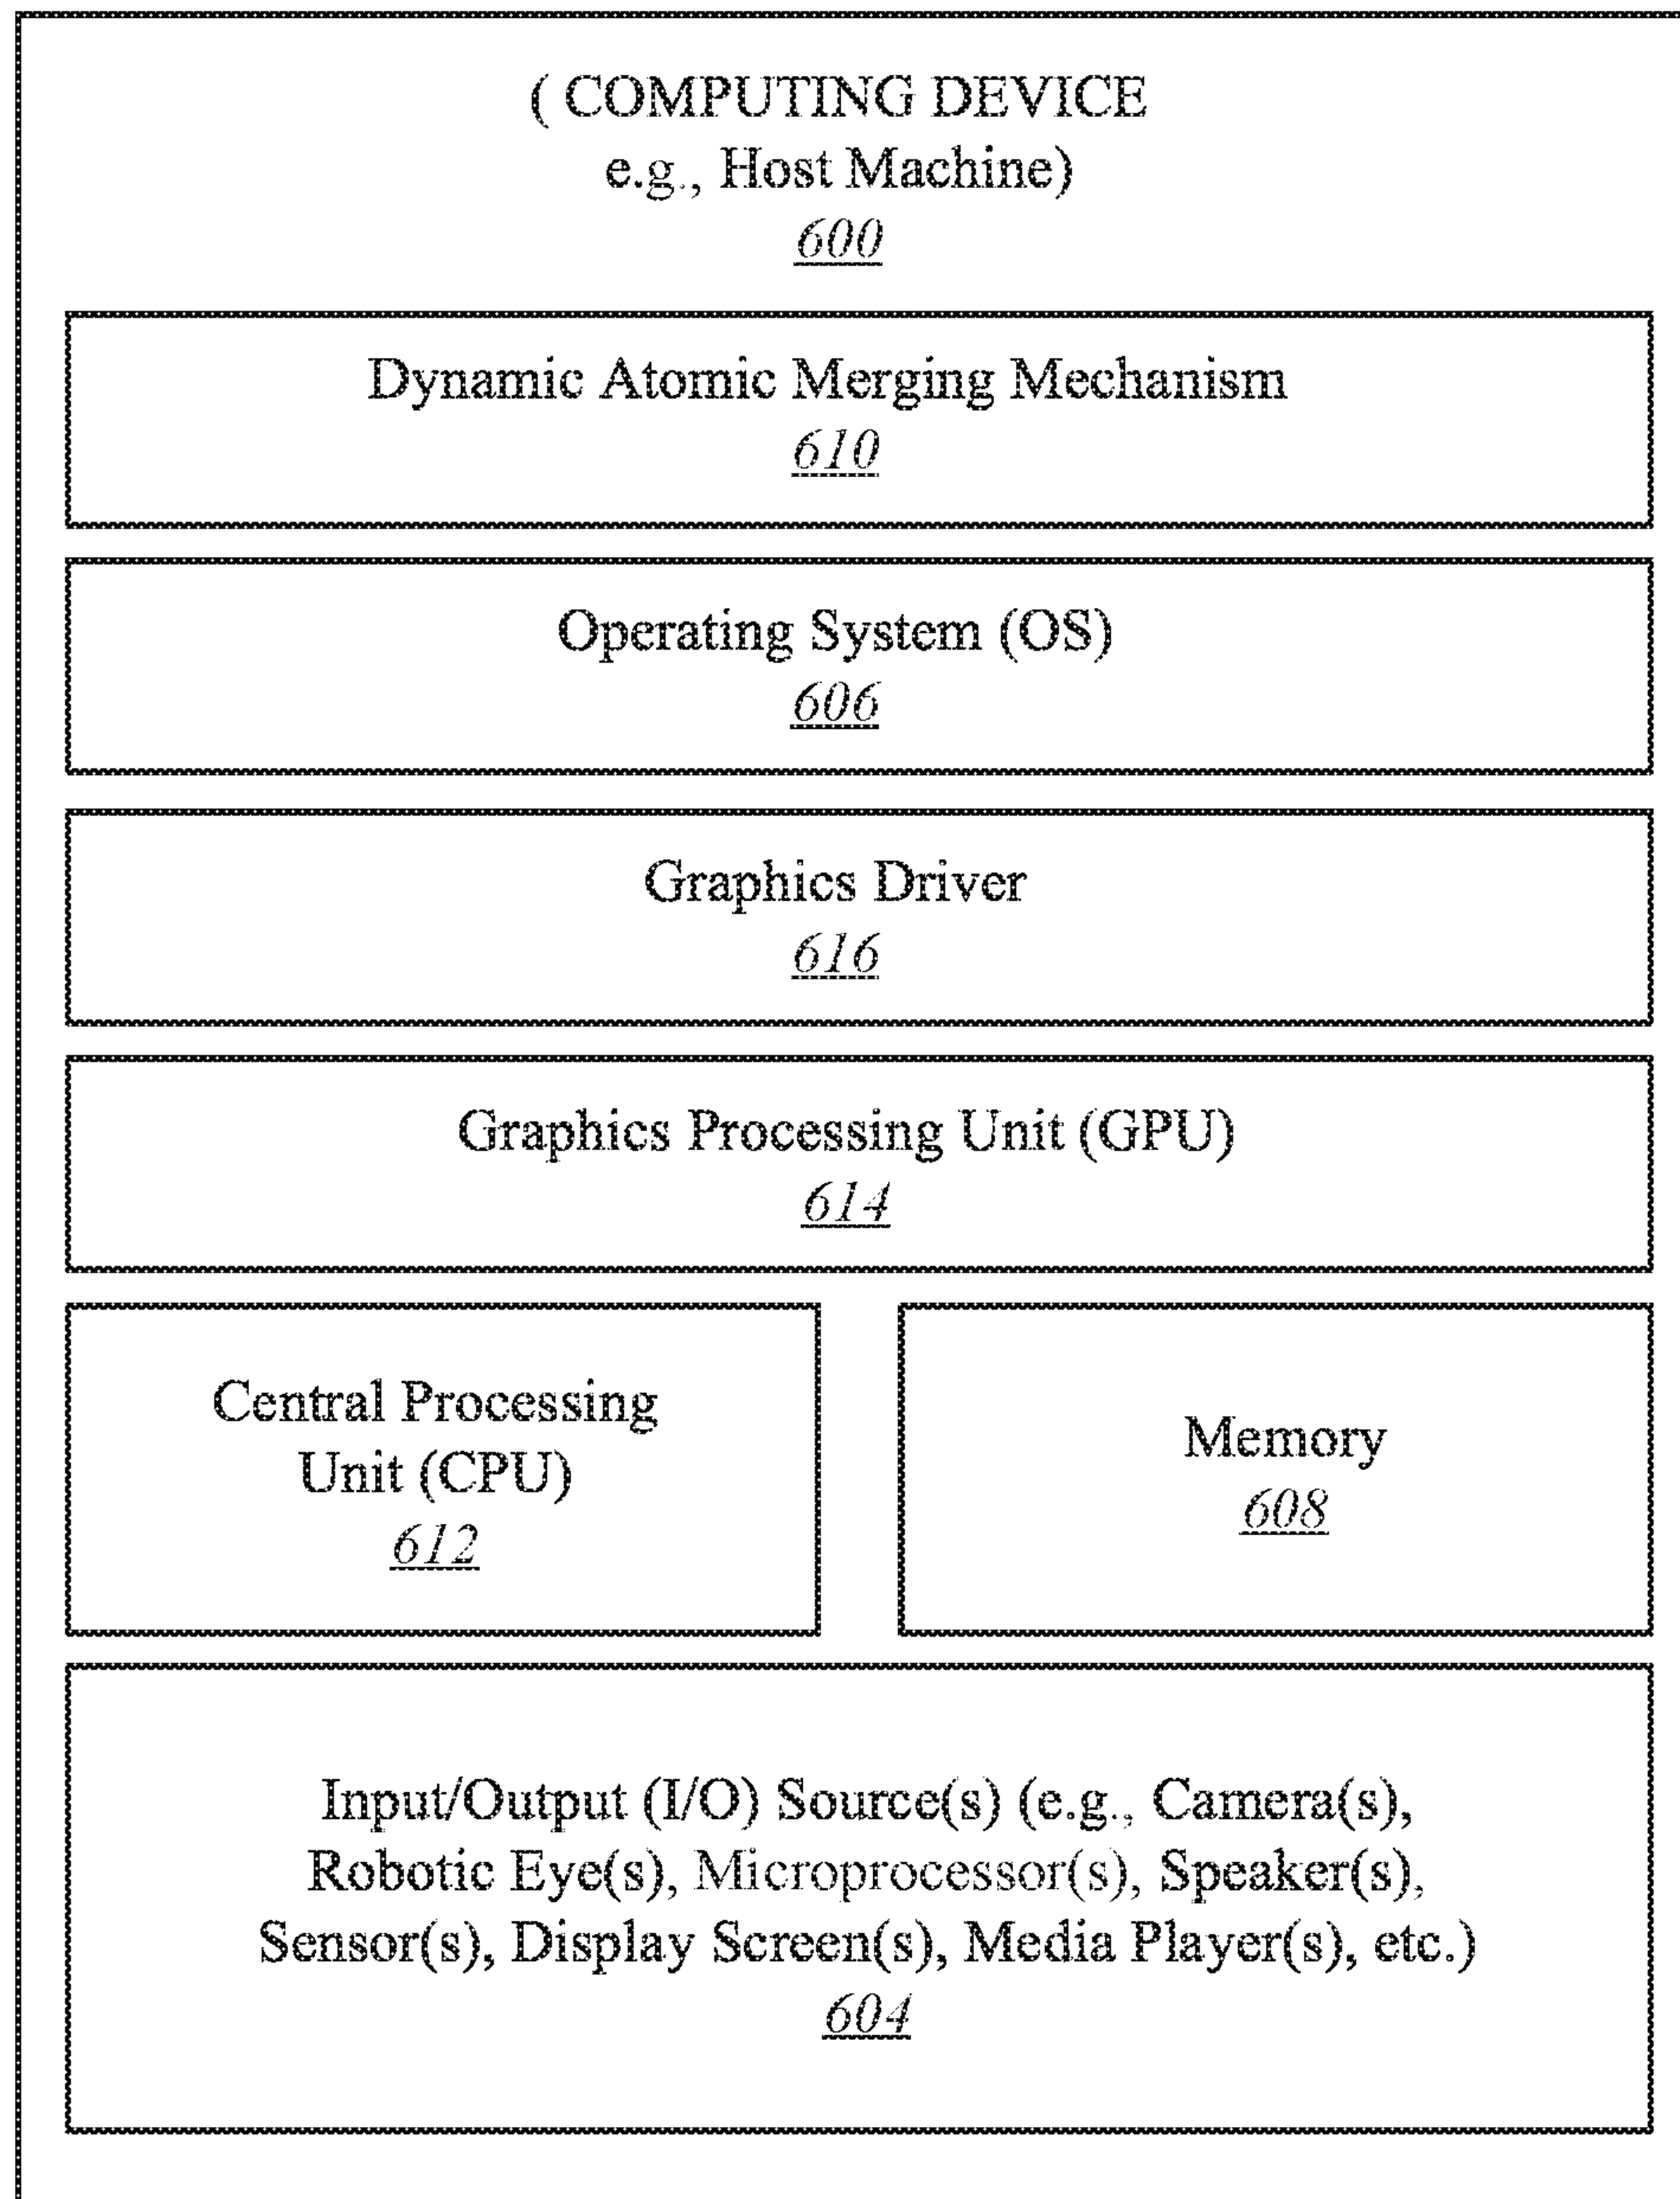 ( COMPUTING DEVICE
e.g., Host Machine)
600
Dynamic Atomic Merging Mechanism
610
Operating System (OS)
606
Graphics Driver
616
Graphics Processing Unit (GPU)
614
Central Processing
Unit (CPU)
612
Memory
608
Input/Output (I/O) Source(s) (e.g., Camera(s),
Robotic Eye(s), Microprocessor(s), Speaker(s),
Sensor(s), Display Screen(s), Media Player(s), etc.)
604